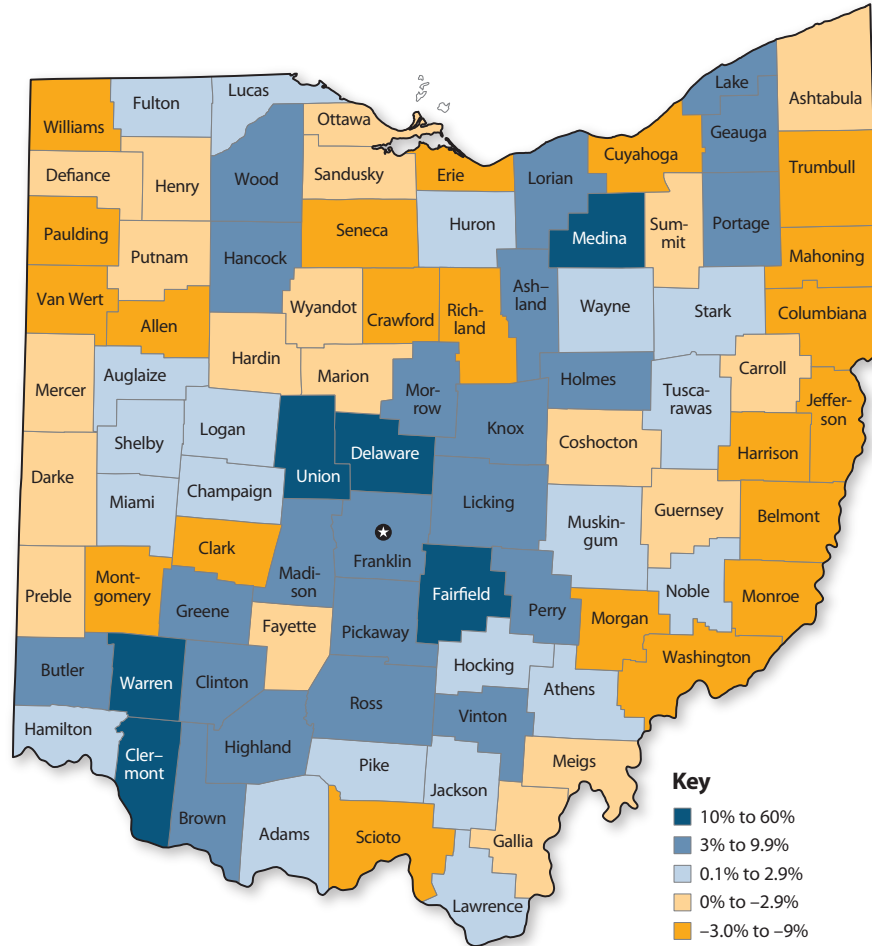 Lake
Ashtabula
Lucas
Fulton
Ottawa
Williams
Geauga
Cuyahoga
Trumbull
Defiance
Henry
Wood
Sandusky
Erie
Lorian
Huron
Medina
Sum-
mit
Portage
Paulding
Seneca
Putnam
Hancock
Mahoning
Van Wert
Allen
Wyandot
Crawford
Rich-
land
Ash-
land
Wayne
Stark
Columbiana
Hardin
Marion
Mercer
Auglaize
Mor-
row
Holmes
Tusca-
rawas
Carroll
Jeffer-
son
Logan
Shelby
Knox
Delaware
Coshocton
Harrison
Darke
Union
Champaign
Miami
Licking
Guernsey
Belmont
Muskin-
gum
Clark
Franklin
Madi-
son
Mont-
gomery
Preble
Greene
Fairfield
Perry
Noble
Monroe
Morgan
Fayette
Pickaway
Washington
Hocking
Butler
Warren
Clinton
Athens
Ross
Vinton
Hamilton
Highland
Cler–
mont
Meigs
Pike
Jackson
Brown
Adams
Scioto
Gallia
Lawrence
Key
10% to 60%
3% to 9.9%
0.1% to 2.9%
0% to –2.9%
–3.0% to –9%